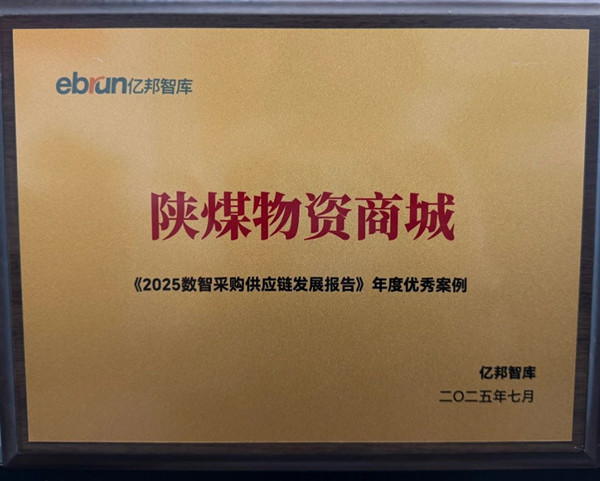 ebrun亿邦智库
陕煤物资商城
《2025数智采购供应链发展报告》年度优秀案例
亿邦智库
二〇二五年七月